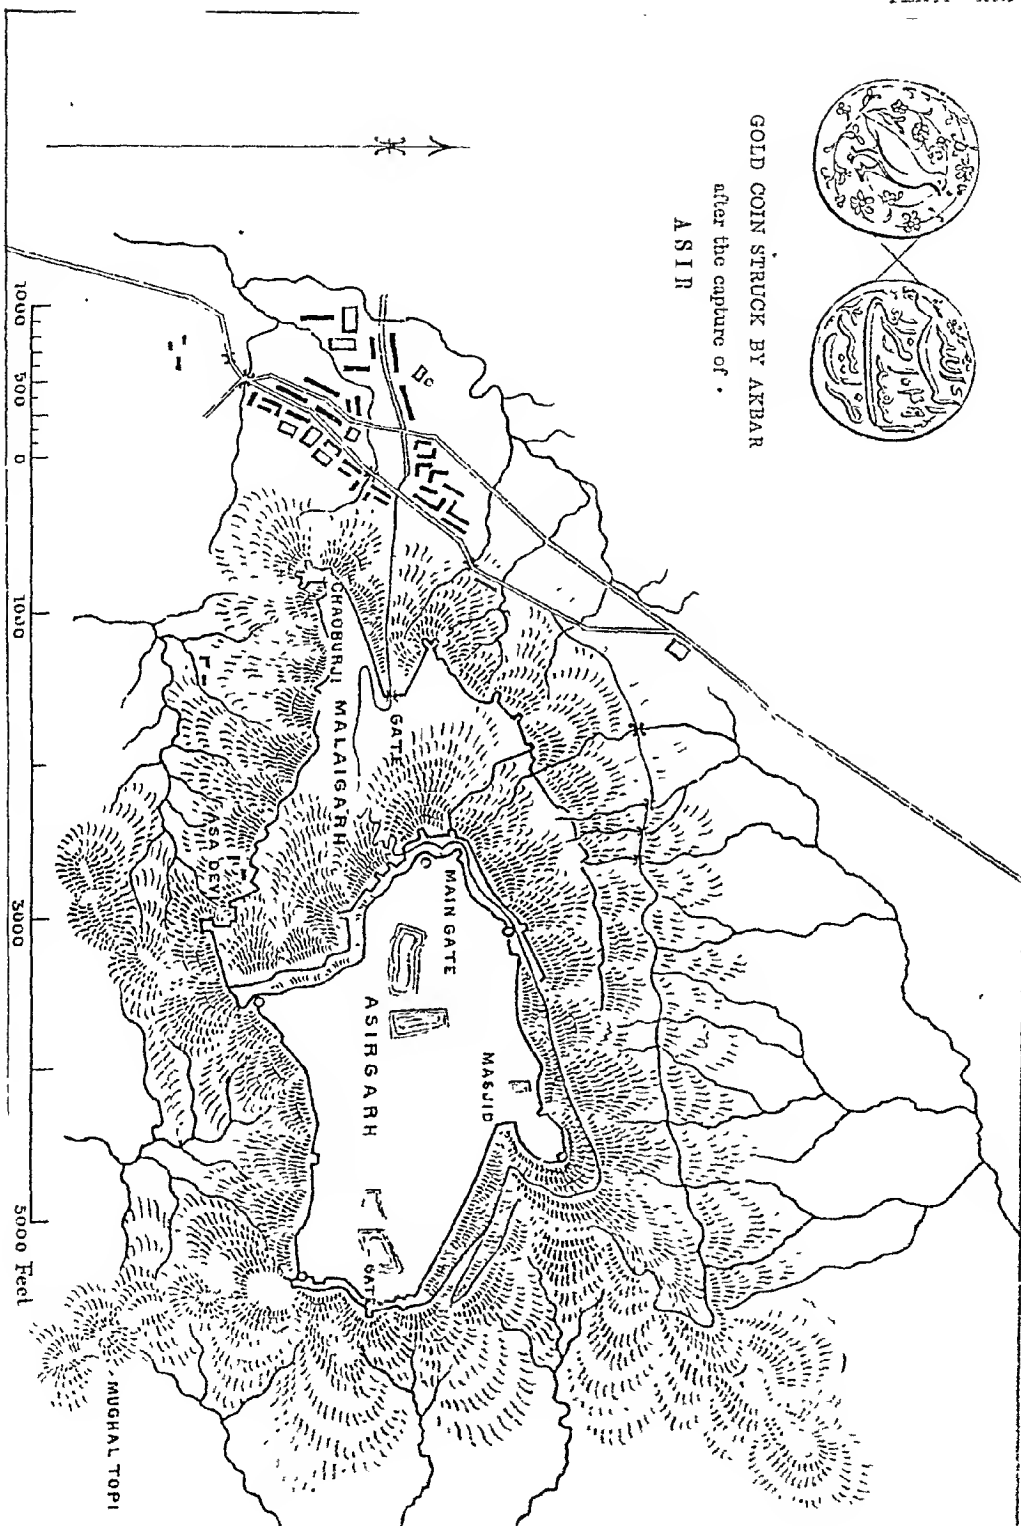 GOLD COIN STRUCK BY AKBAR
after the capture of
ASIR
CHAOBURJI
MALAIGARH
GATE
ASA DEVI
MAIN GATE
ASIRGARH
MASJID
GATE
MUGHAL TOPI
1000 500 0 1000 3000 5000 Feet